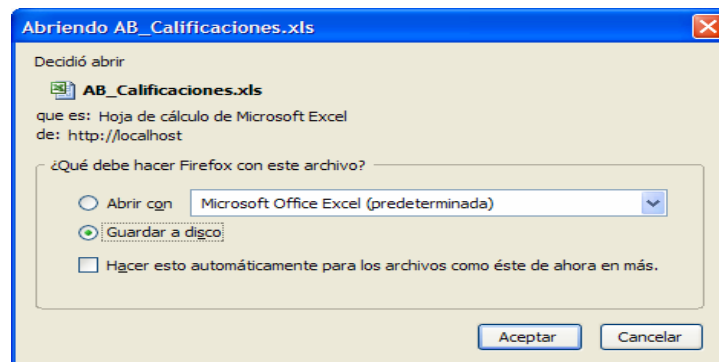 Abriendo AB_Calificaciones.xls
Decidió abrir
AB_Calificaciones.xls
que es: Hoja de cálculo de Microsoft Excel
de: http://localhost
¿Qué debe hacer Firefox con este archivo?
Abrir con Microsoft Office Excel (predeterminada)
Guardar a disco
Hacer esto automáticamente para los archivos como éste de ahora en más.
Aceptar Cancelar